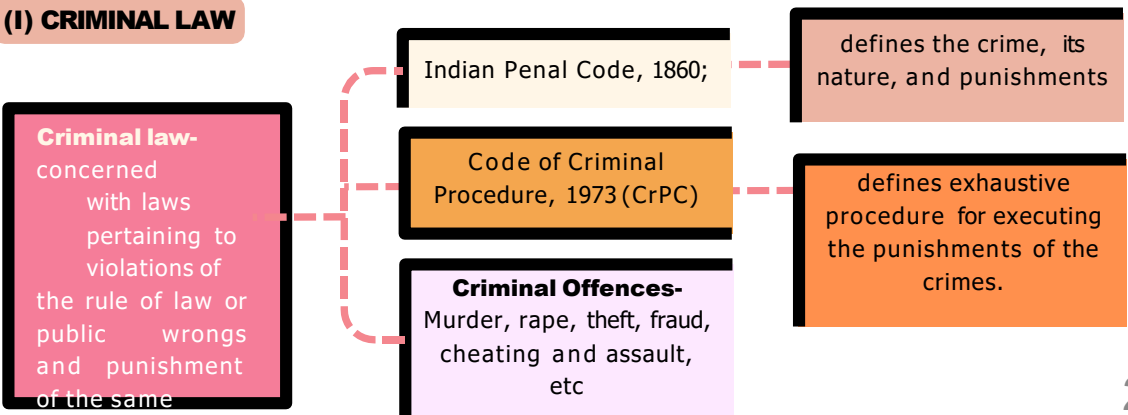 (I) CRIMINAL LAW
Criminal law-
concerned
with laws
pertaining to
violations of
the rule of law or
public wrongs
and punishment
of the same
Indian Penal Code, 1860;
defines the crime, its
nature, and punishments
Code of Criminal
Procedure, 1973 (CrPC)
defines exhaustive
procedure for executing
the punishments of the
crimes.
Criminal Offences-
Murder, rape, theft, fraud,
cheating and assault,
etc